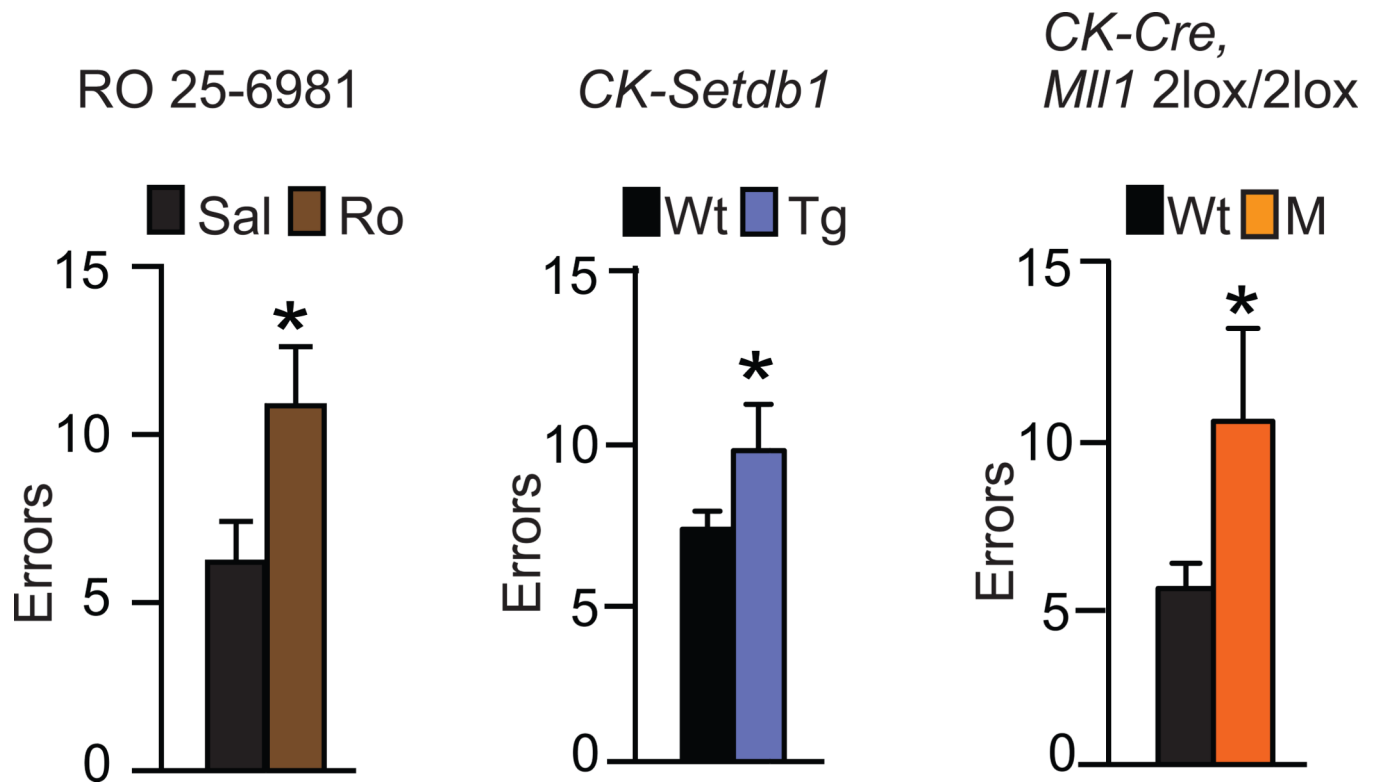 RO 25-6981
Sal Ro
15
*
10
5
0
Errors
CK-Setdb1
Wt Tg
15
*
10
5
0
Errors
CK-Cre,
Mll1 2lox/2lox
Wt M
15
*
10
5
0
Errors